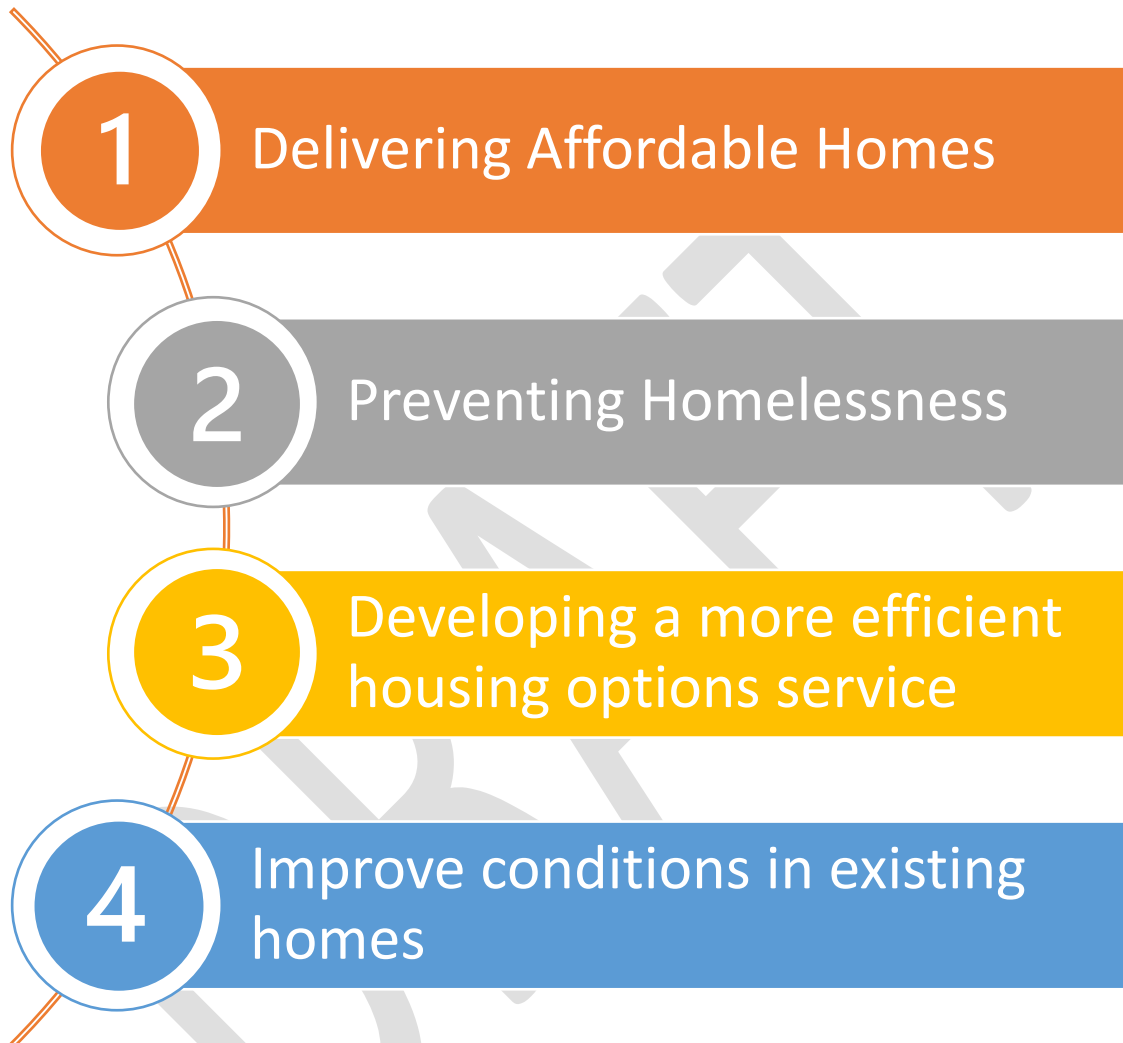 1
Delivering Affordable Homes
2
Preventing Homelessness
3
Developing a more efficient
housing options service
4
Improve conditions in existing
homes
DRAFT